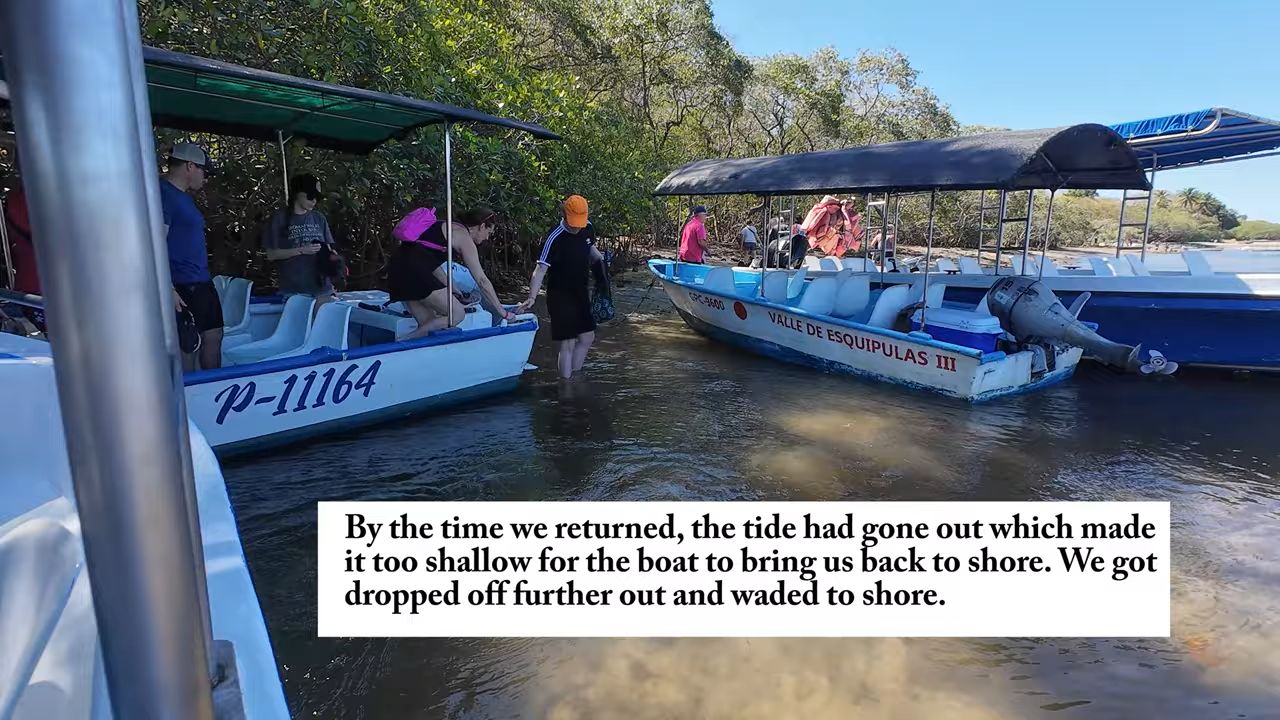 P-11164
GPC-3600
VALLE DE ESQUIPULAS III
By the time we returned, the tide had gone out which made
it too shallow for the boat to bring us back to shore. We got
dropped off further out and waded to shore.